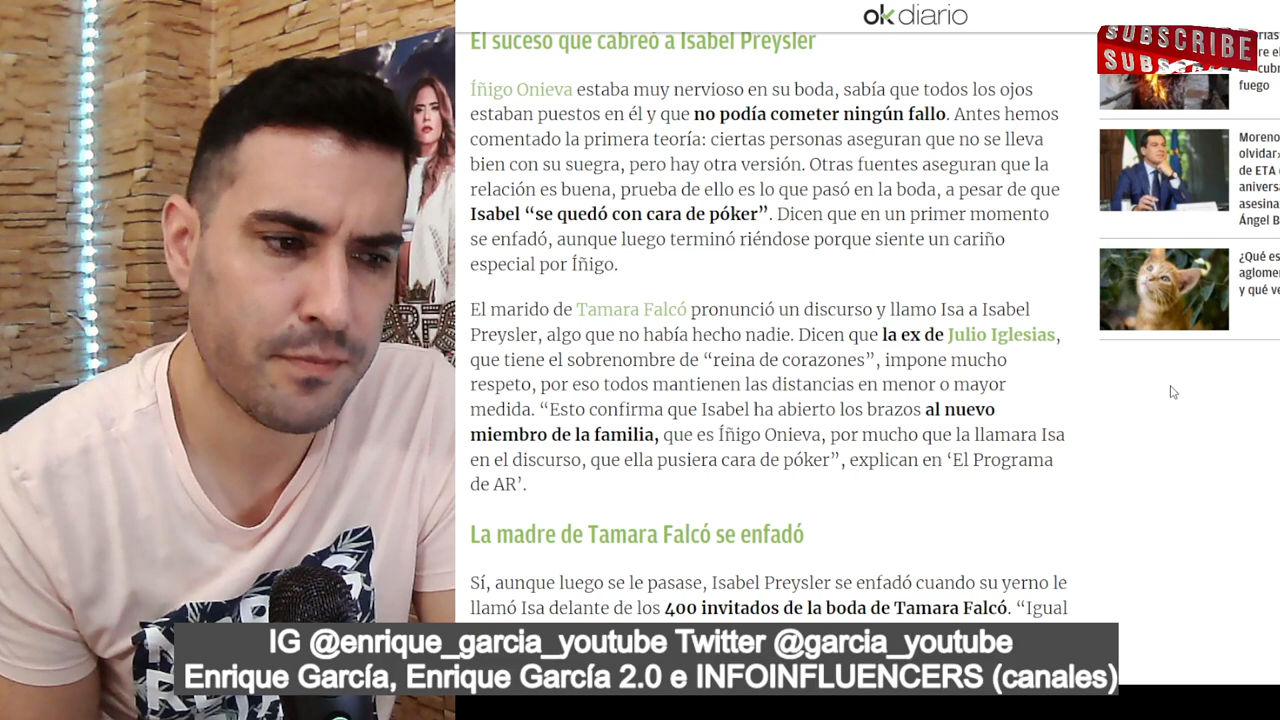 okdiario
El suceso que cabreó a Isabel Preysler
Íñigo Onieva estaba muy nervioso en su boda, sabía que todos los ojos
estaban puestos en él y que no podía cometer ningún fallo. Antes hemos
comentado la primera teoría: ciertas personas aseguran que no se lleva
bien con su suegra, pero hay otra versión. Otras fuentes aseguran que la
relación es buena, prueba de ello es lo que pasó en la boda, a pesar de que
Isabel “se quedó con cara de póker”. Dicen que en un primer momento
se enfadó, aunque luego terminó riéndose porque siente un cariño
especial por Íñigo.
El marido de Tamara Falcó pronunció un discurso y llamo Isa a Isabel
Preysler, algo que no había hecho nadie. Dicen que la ex de Julio Iglesias,
que tiene el sobrenombre de “reina de corazones”, impone mucho
respeto, por eso todos mantienen las distancias en menor o mayor
medida. “Esto confirma que Isabel ha abierto los brazos al nuevo
miembro de la familia, que es Íñigo Onieva, por mucho que la llamara Isa
en el discurso, que ella pusiera cara de póker”, explican en ‘El Programa
de AR’.
La madre de Tamara Falcó se enfadó
Sí, aunque luego se le pasase, Isabel Preysler se enfadó cuando su yerno le
llamó Isa delante de los 400 invitados de la boda de Tamara Falcó. “Igual
SUBSCRIBE
fuego
Moreno
olvidar
de ETA
anivers
asesina
Ángel B
¿Qué es
aglomer
y qué ve
IG @enrique_garcia_youtube Twitter @garcia_youtube
Enrique García, Enrique García 2.0 e INFOINFLUENCERS (canales)